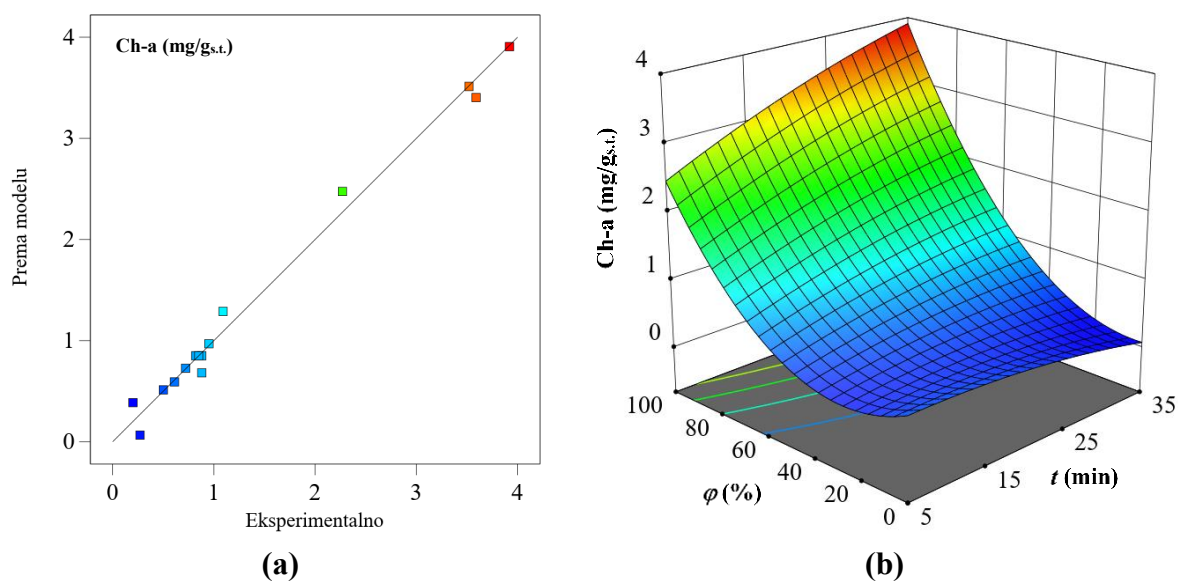 Ch-a (mg/gs.t.)
4
3
2
1
0
Prema modelu
0 1 2 3 4
Eksperimentalno
(a)
4
3
2
1
0
Ch-a (mg/gs.t.)
100
80
60
40
20
0
φ (%)
5
15
25
35
t (min)
(b)